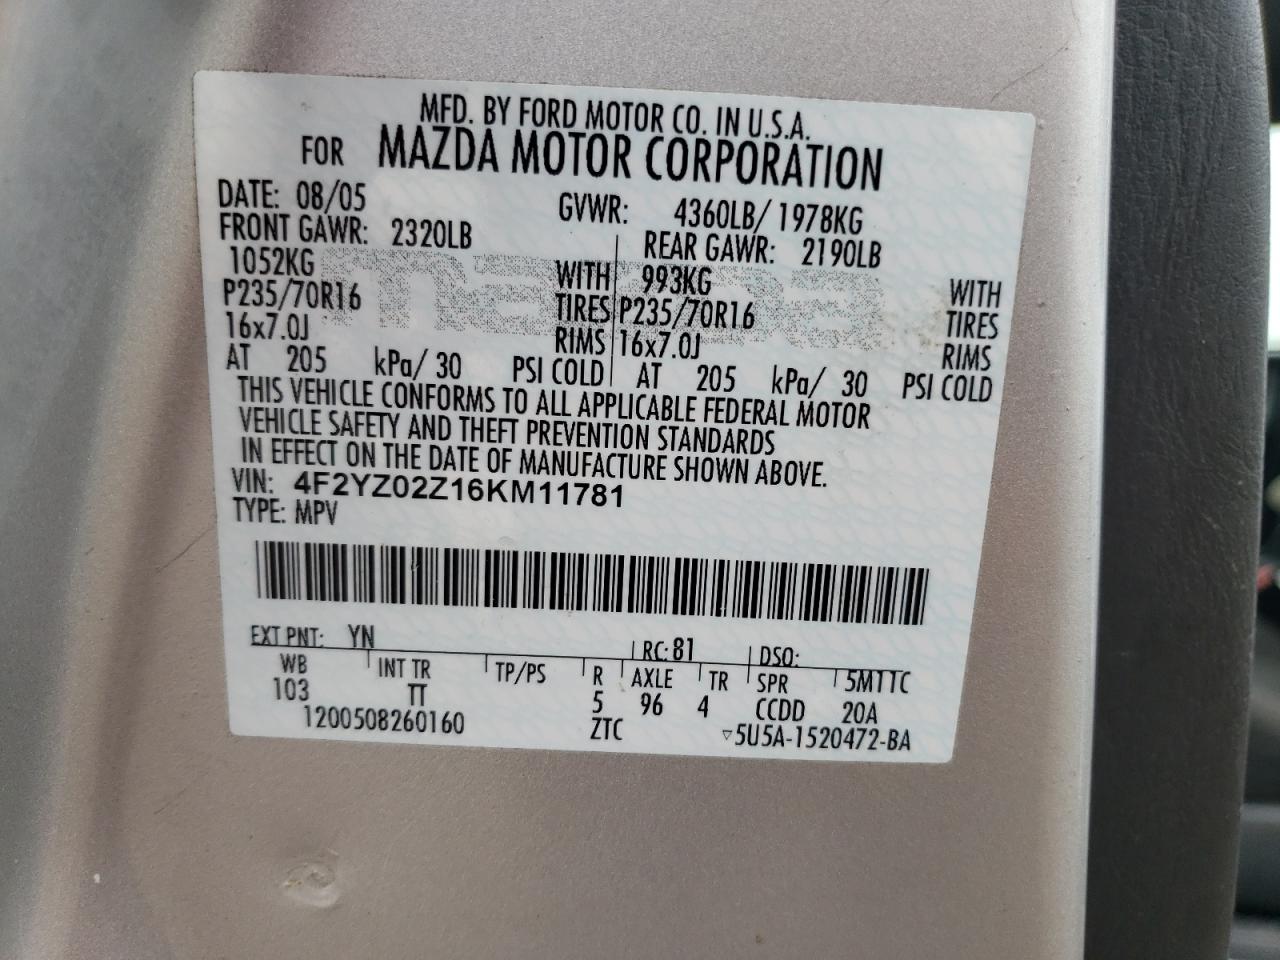 MFD. BY FORD MOTOR CO. IN U.S.A.
FOR MAZDA MOTOR CORPORATION
DATE: 08/05 GVWR: 4360LB/ 1978KG
FRONT GAWR: 2320LB REAR GAWR: 2190LB
1052KG WITH 993KG WITH
P235/70R16 TIRES P235/70R16 TIRES
16x7.0J RIMS 16x7.0J RIMS
AT 205 kPa/ 30 PSI COLD AT 205 kPa/ 30 PSI COLD
THIS VEHICLE CONFORMS TO ALL APPLICABLE FEDERAL MOTOR
VEHICLE SAFETY AND THEFT PREVENTION STANDARDS
IN EFFECT ON THE DATE OF MANUFACTURE SHOWN ABOVE.
VIN: 4F2YZ02Z16KM11781
TYPE: MPV
EXT PNT: YN RC: 81 DSO:
WB INT TR TP/PS R AXLE TR SPR 5MTTC
103 TT 5 96 4 CCDD 20A
1200508260160 ZTC ▽5U5A-1520472-BA